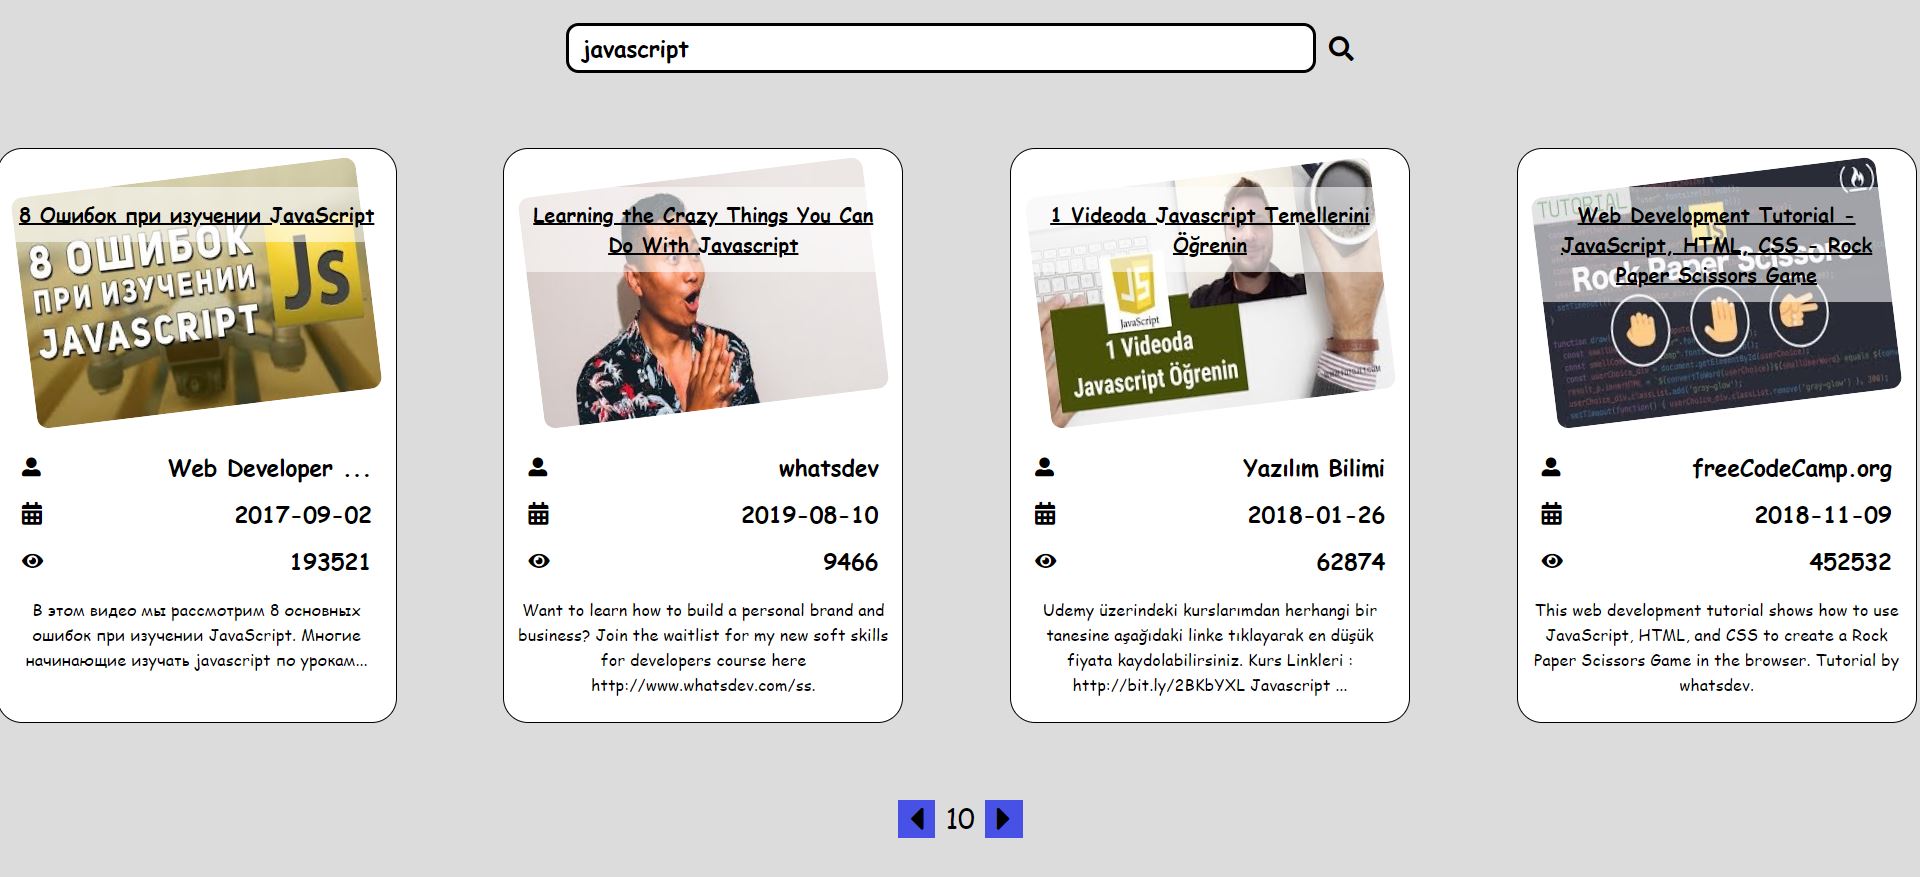 javascript
8 Ошибок при изучении JavaScript
8 ОШИБОК
ПРИ ИЗУЧЕНИИ
JAVASCRIPT
JS
Web Developer ...
2017-09-02
193521
В этом видео мы рассмотрим 8 основных
ошибок при изучении JavaScript. Многие
начинающие изучать javascript по урокам...
Learning the Crazy Things You Can
Do With Javascript
whatsdev
2019-08-10
9466
Want to learn how to build a personal brand and
business? Join the waitlist for my new soft skills
for developers course here
http://www.whatsdev.com/ss.
1 Videoda Javascript Temellerini
Öğrenin
JS
JavaScript
1 Videoda
Javascript Öğrenin
Yazılım Bilimi
2018-01-26
62874
Udemy üzerindeki kurslarımdan herhangi bir
tanesine aşağıdaki linke tıklayarak en düşük
fiyata kaydolabilirsiniz. Kurs Linkleri :
http://bit.ly/2BKbYXL Javascript ...
TUTORIAL
Web Development Tutorial -
JavaScript, HTML, CSS - Rock
Paper Scissors Game
Rock Paper Scissors
freeCodeCamp.org
2018-11-09
452532
This web development tutorial shows how to use
JavaScript, HTML, and CSS to create a Rock
Paper Scissors Game in the browser. Tutorial by
whatsdev.
10